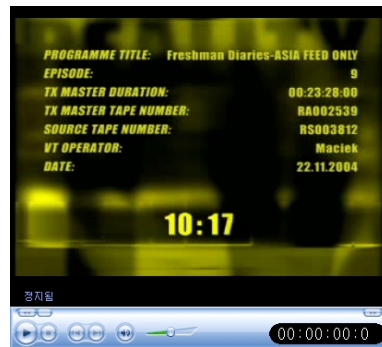 PROGRAMME TITLE: Freshman Diaries-ASIA FEED ONLY
EPISODE: 9
TX MASTER DURATION: 00:23:28:00
TX MASTER TAPE NUMBER: RA002539
SOURCE TAPE NUMBER: RS003812
VT OPERATOR: Maciek
DATE: 22.11.2004
10:17
정지됨
00:00:00:0